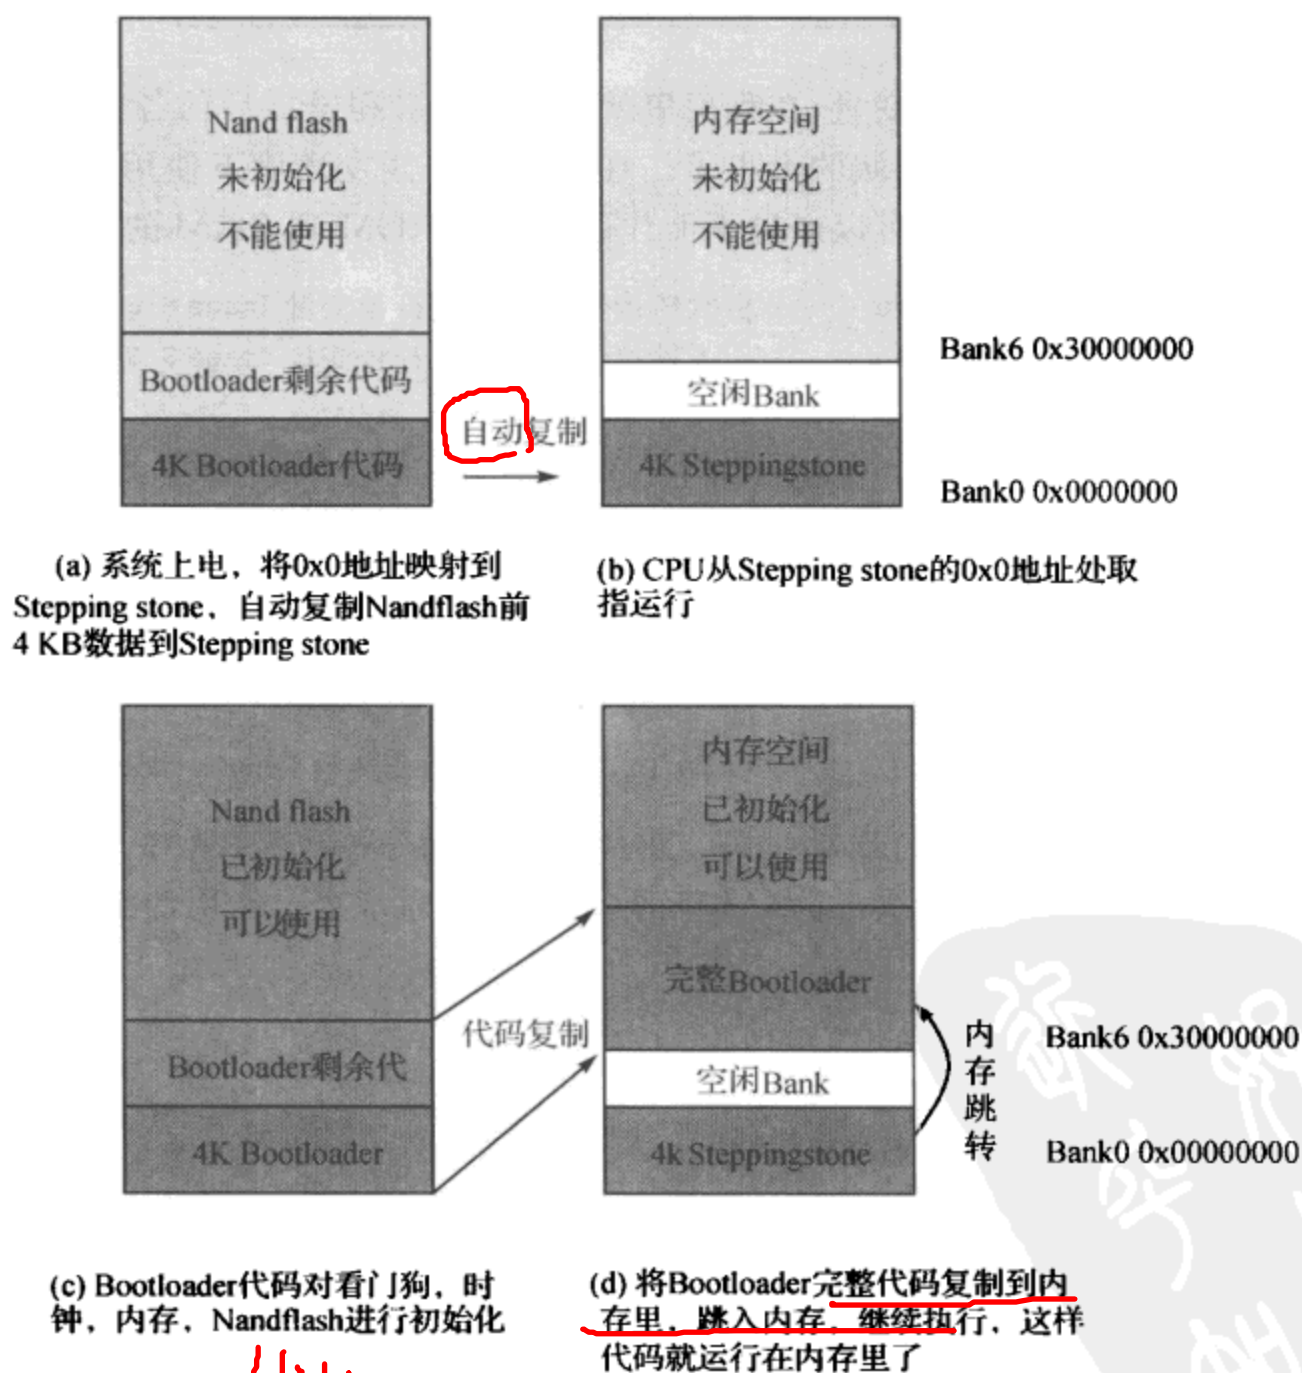 Nand flash
未初始化
不能使用
Bootloader剩余代码
4K Bootloader代码
自动复制
内存空间
未初始化
不能使用
空闲Bank
4K Steppingstone
Bank6 0x30000000
Bank0 0x0000000
(a) 系统上电，将0x0地址映射到
Stepping stone，自动复制Nandflash前
4 KB数据到Stepping stone
(b) CPU从Stepping stone的0x0地址处取
指运行
Nand flash
已初始化
可以使用
Bootloader剩余代
4K Bootloader
代码复制
内存空间
已初始化
可以使用
完整Bootloader
空闲Bank
4k Steppingstone
内存跳转
Bank6 0x30000000
Bank0 0x00000000
(c) Bootloader代码对看门狗，时
钟，内存，Nandflash进行初始化
(d) 将Bootloader完整代码复制到内
存里，跳入内存，继续执行，这样
代码就运行在内存里了